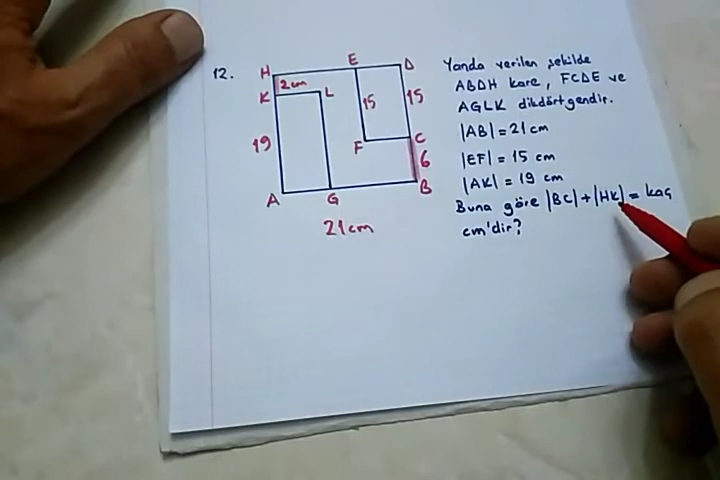 12.
H E D
2cm
K L 15 15
19 F C
6
A G B
21cm
Yanda verilen şekilde
ABDH kare, FCDE ve
AGLK dikdörtgendir.
|AB|=21 cm
|EF|= 15 cm
|AK|= 19 cm
Buna göre |BC|+|HK|= kaç
cm'dir?